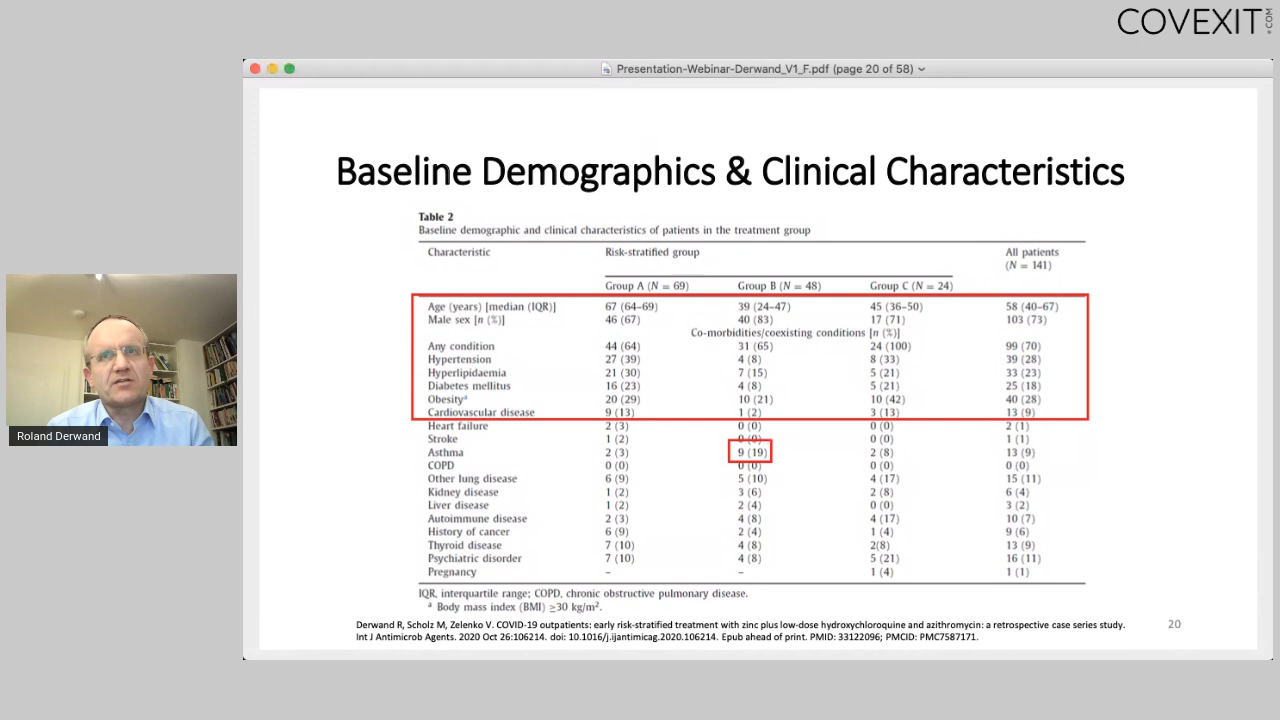 COVEXIT.COM
Presentation-Webinar-Derwand_V1_F.pdf (page 20 of 58)
Baseline Demographics & Clinical Characteristics
Table 2
Baseline demographic and clinical characteristics of patients in the treatment group
Characteristic Risk-stratified group All patients
(N = 141)
Group A (N = 69) Group B (N = 48) Group C (N = 24)
Age (years) [median (IQR)] 67 (64–69) 39 (24–47) 45 (36–50) 58 (40–67)
Male sex [n (%)] 46 (67) 40 (83) 17 (71) 103 (73)
Co-morbidities/coexisting conditions [n (%)]
Any condition 44 (64) 31 (65) 24 (100) 99 (70)
Hypertension 27 (39) 4 (8) 8 (33) 39 (28)
Hyperlipidaemia 21 (30) 7 (15) 5 (21) 33 (23)
Diabetes mellitus 16 (23) 4 (8) 5 (21) 25 (18)
Obesityᵃ 20 (29) 10 (21) 10 (42) 40 (28)
Cardiovascular disease 9 (13) 1 (2) 3 (13) 13 (9)
Heart failure 2 (3) 0 (0) 0 (0) 2 (1)
Stroke 1 (2) 0 (0) 0 (0) 1 (1)
Asthma 2 (3) 9 (19) 2 (8) 13 (9)
COPD 0 (0) 0 (0) 0 (0) 0 (0)
Other lung disease 6 (9) 5 (10) 4 (17) 15 (11)
Kidney disease 1 (2) 3 (6) 2 (8) 6 (4)
Liver disease 1 (2) 2 (4) 0 (0) 3 (2)
Autoimmune disease 2 (3) 4 (8) 4 (17) 10 (7)
History of cancer 6 (9) 2 (4) 1 (4) 9 (6)
Thyroid disease 7 (10) 4 (8) 2(8) 13 (9)
Psychiatric disorder 7 (10) 4 (8) 5 (21) 16 (11)
Pregnancy – – 1 (4) 1 (1)
IQR, interquartile range; COPD, chronic obstructive pulmonary disease.
ᵃ Body mass index (BMI) ≥30 kg/m².
Derwand R, Scholz M, Zelenko V. COVID-19 outpatients: early risk-stratified treatment with zinc plus low-dose hydroxychloroquine and azithromycin: a retrospective case series study.
Int J Antimicrob Agents. 2020 Oct 26:106214. doi: 10.1016/j.ijantimicag.2020.106214. Epub ahead of print. PMID: 33122096; PMCID: PMC7587171.
20
Roland Derwand